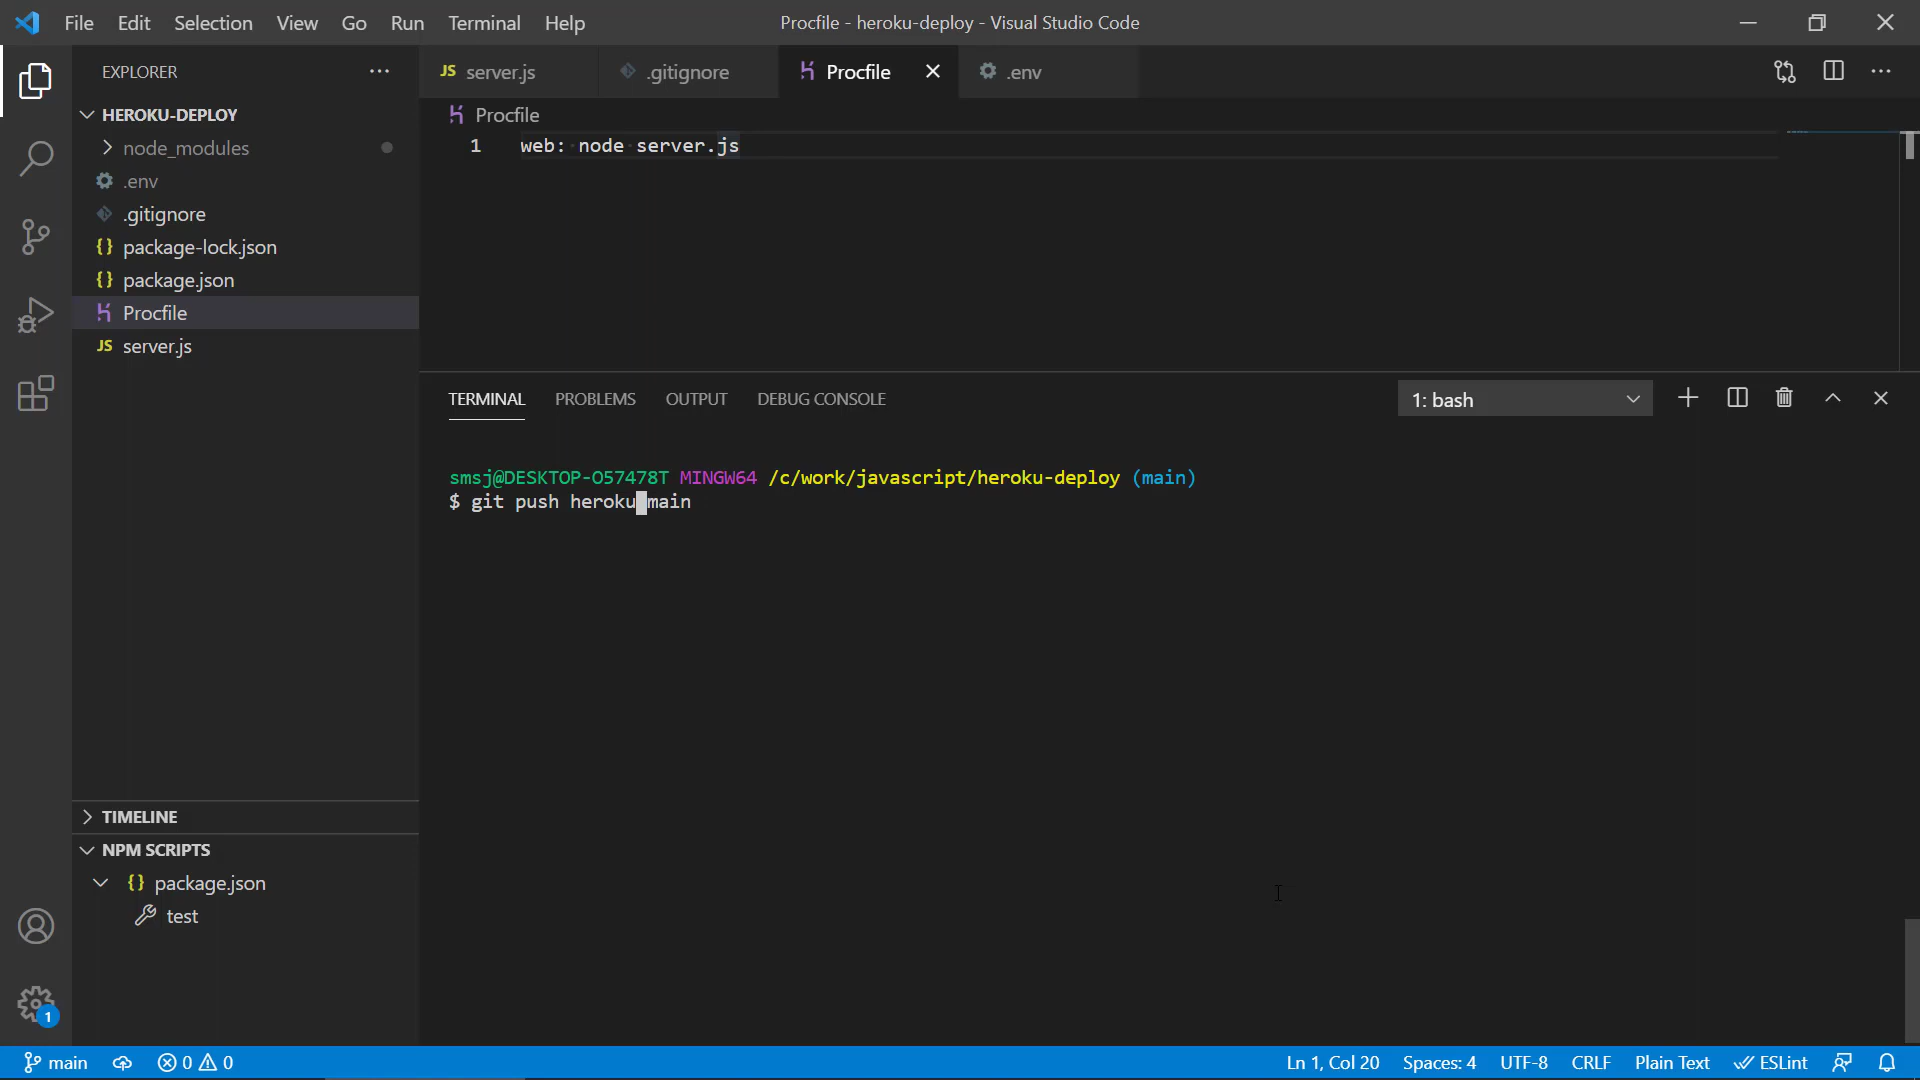 File Edit Selection View Go Run Terminal Help
Procfile - heroku-deploy - Visual Studio Code
EXPLORER
HEROKU-DEPLOY
node_modules
.env
.gitignore
package-lock.json
package.json
Procfile
JS server.js
TIMELINE
NPM SCRIPTS
package.json
test
1
JS server.js
.gitignore
Procfile
.env
Procfile
1 web: node server.js
TERMINAL PROBLEMS OUTPUT DEBUG CONSOLE
1: bash
smsj@DESKTOP-O57478T MINGW64 /c/work/javascript/heroku-deploy (main)
$ git push heroku main
main 0 0
Ln 1, Col 20 Spaces: 4 UTF-8 CRLF Plain Text ESLint